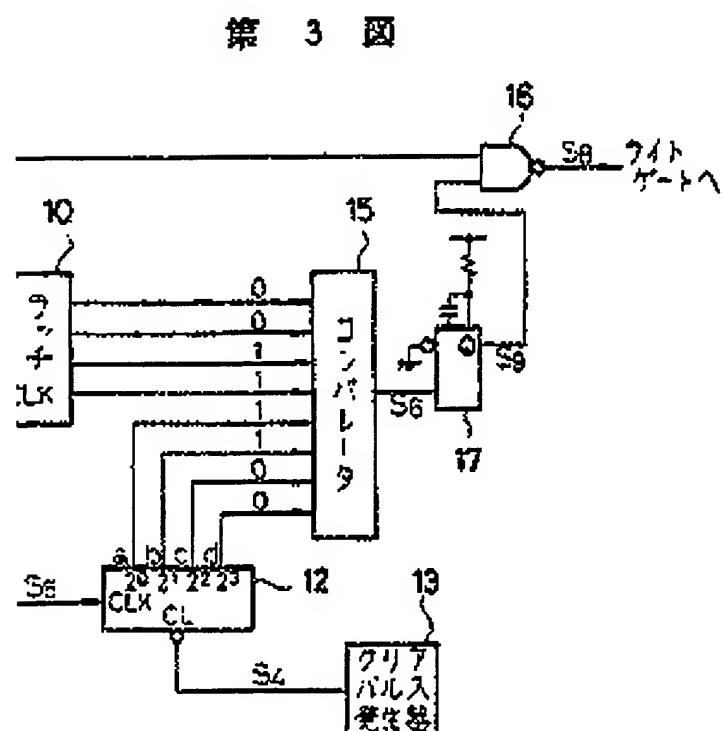 第 3 図
16
S8
ライト
ゲートへ
10
ラッチ
CLK
15
コンパレータ
0
0
1
1
1
1
0
0
S6
Q
S9
17
a b c d
2⁰ 2¹ 2² 2³
CLK
CL
12
S4
13
クリア
パルス
発生器